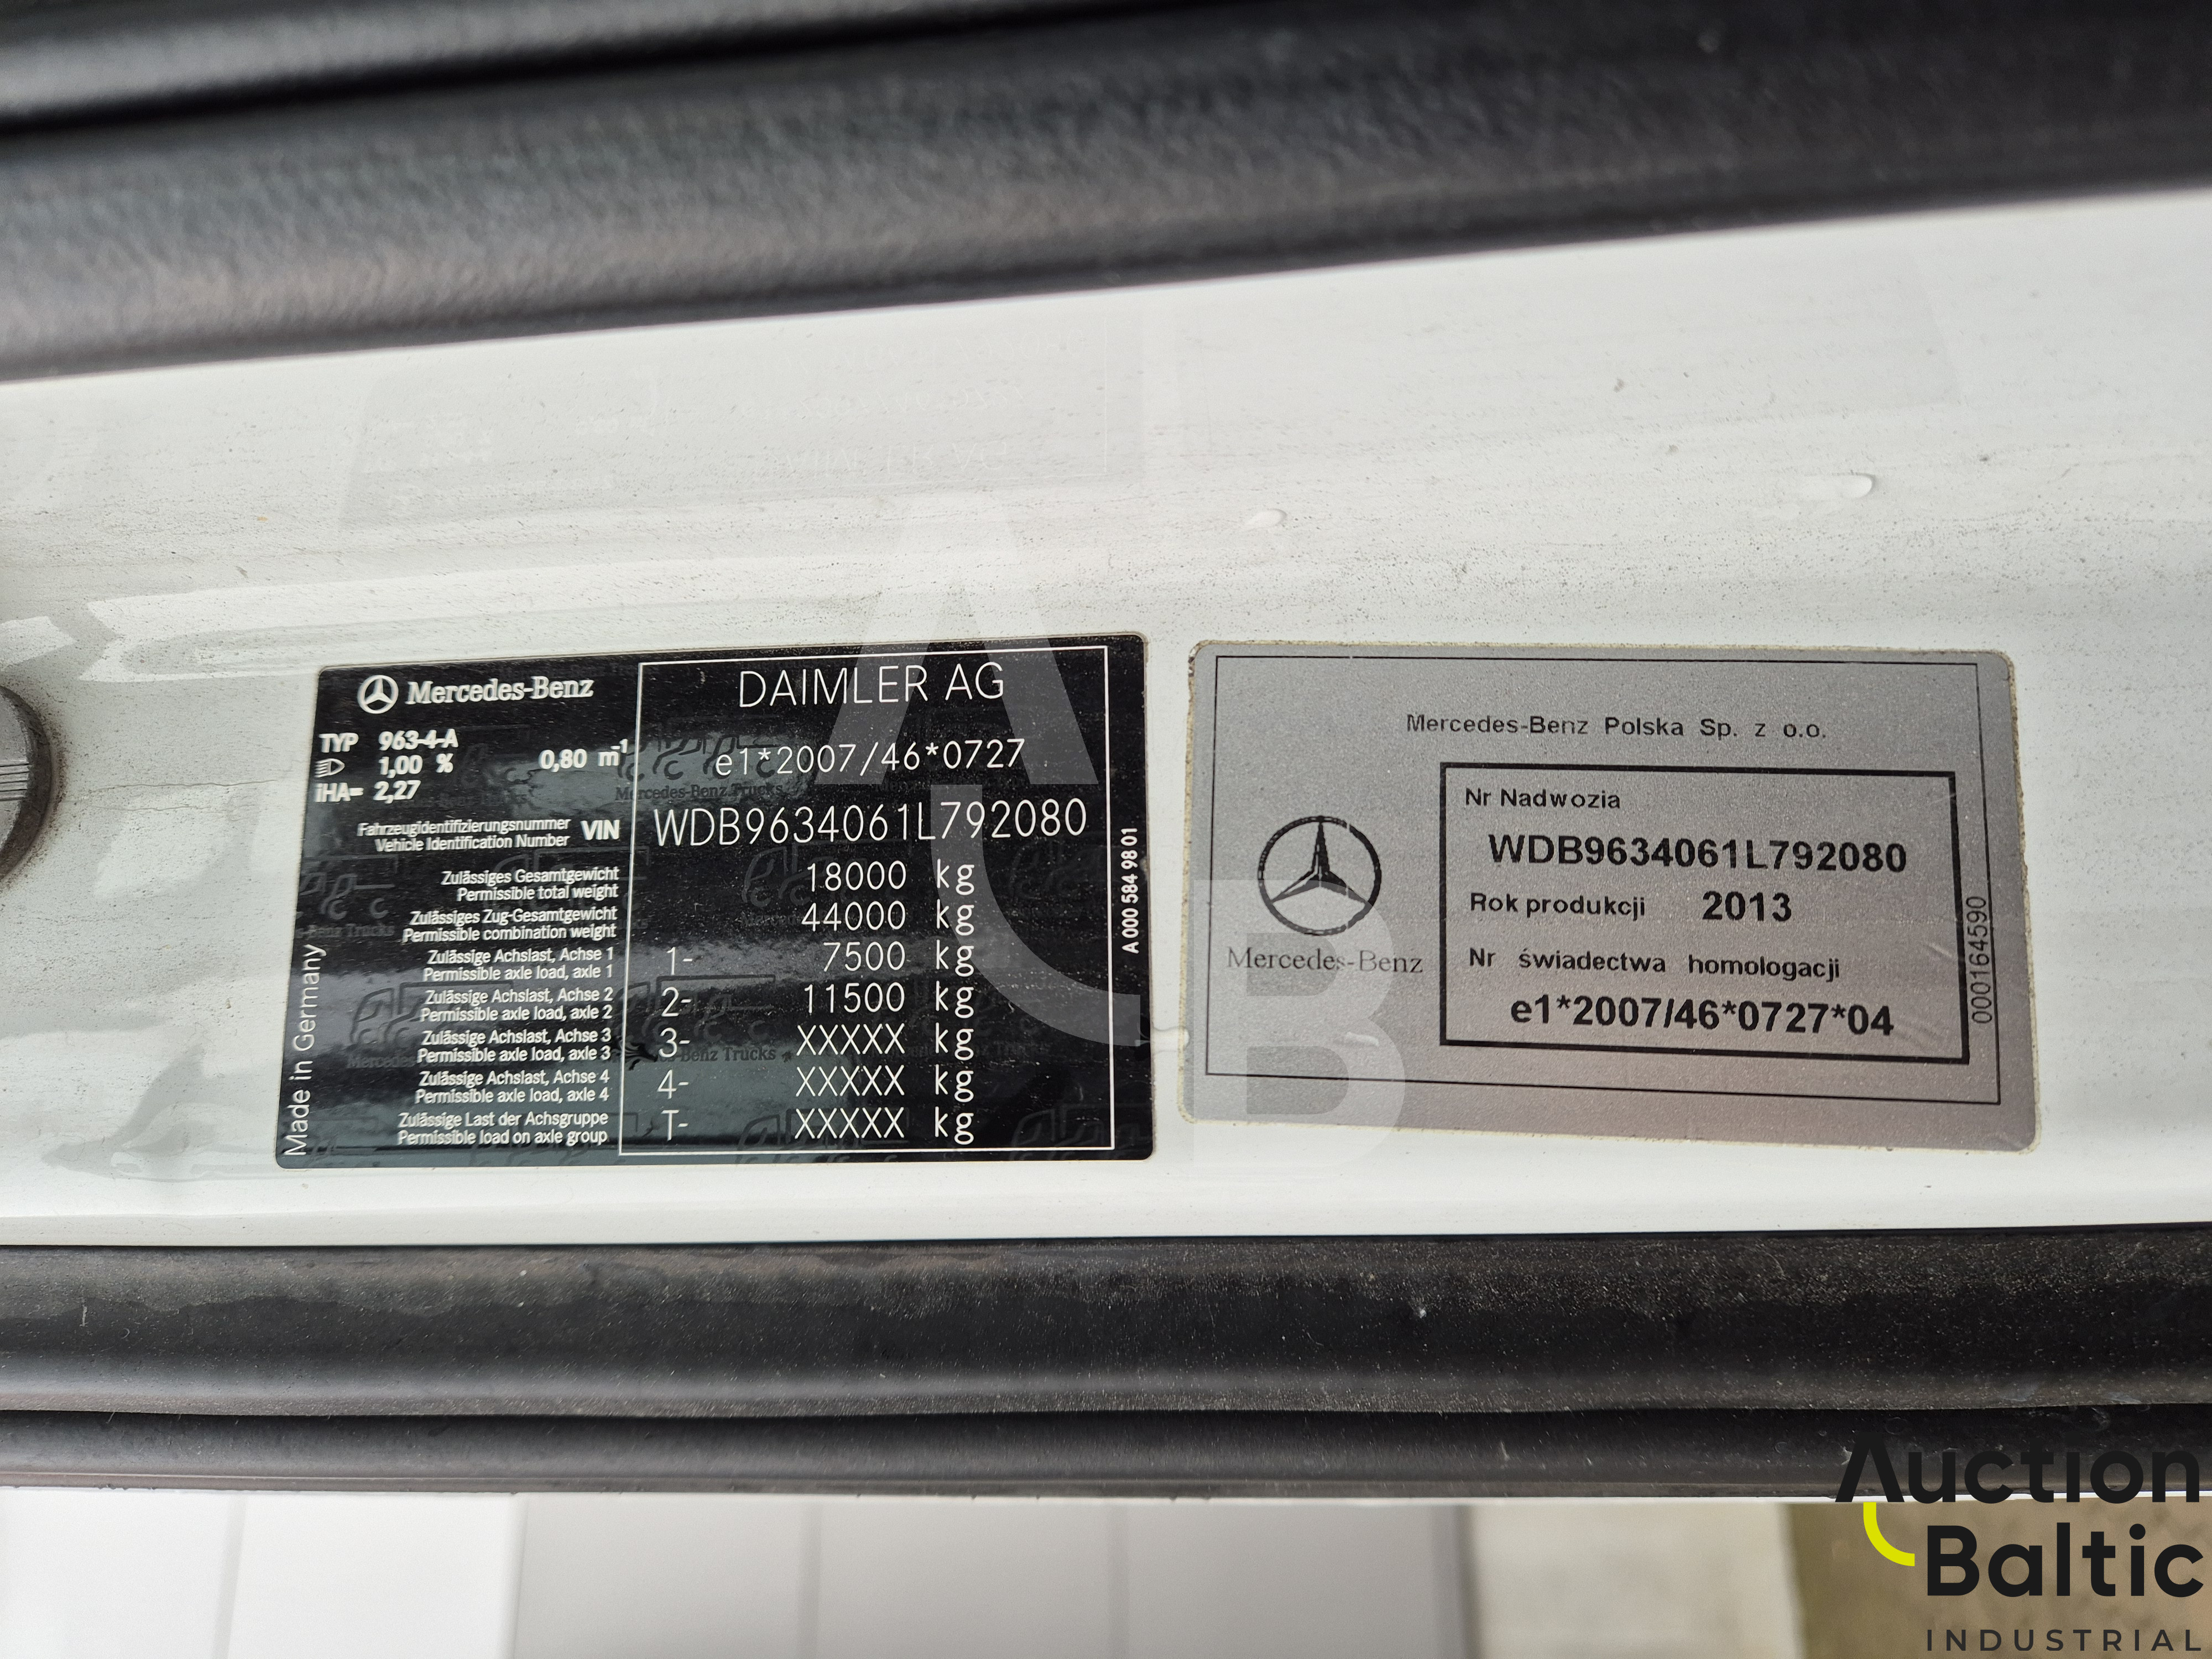 Mercedes-Benz
TYP 963-4-A
1,00 % 0,80 m-1
iHA= 2,27
DAIMLER AG
e1*2007/46*0727
Fahrzeugidentifizierungsnummer
Vehicle Identification Number
VIN WDB9634061L792080
Zulässiges Gesamtgewicht
Permissible total weight
18000 kg
Zulässiges Zug-Gesamtgewicht
Permissible combination weight
44000 kg
Zulässige Achslast, Achse 1
Permissible axle load, axle 1
1- 7500 kg
Zulässige Achslast, Achse 2
Permissible axle load, axle 2
2- 11500 kg
Zulässige Achslast, Achse 3
Permissible axle load, axle 3
3- XXXXX kg
Zulässige Achslast, Achse 4
Permissible axle load, axle 4
4- XXXXX kg
Zulässige Last der Achsgruppe
Permissible load on axle group
T- XXXXX kg
Made in Germany
A 000 584 98 01
Mercedes-Benz Polska Sp. z o.o.
Mercedes-Benz
Nr Nadwozia
WDB9634061L792080
Rok produkcji 2013
Nr świadectwa homologacji
e1*2007/46*0727*04
000164590
Auction
Baltic
INDUSTRIAL